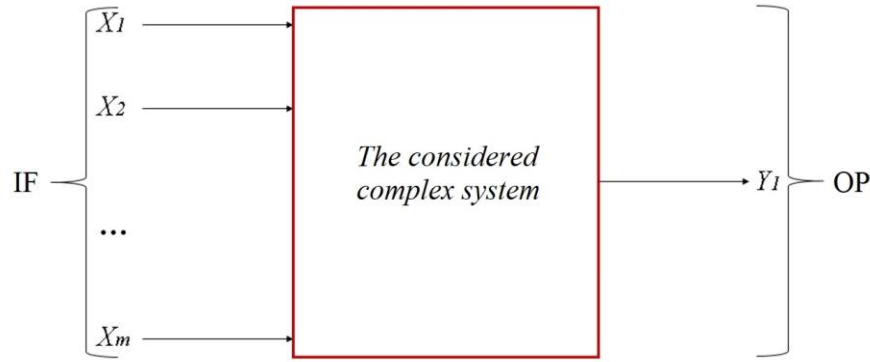 X1
X2
IF
...
Xm
The considered
complex system
Y1
OP